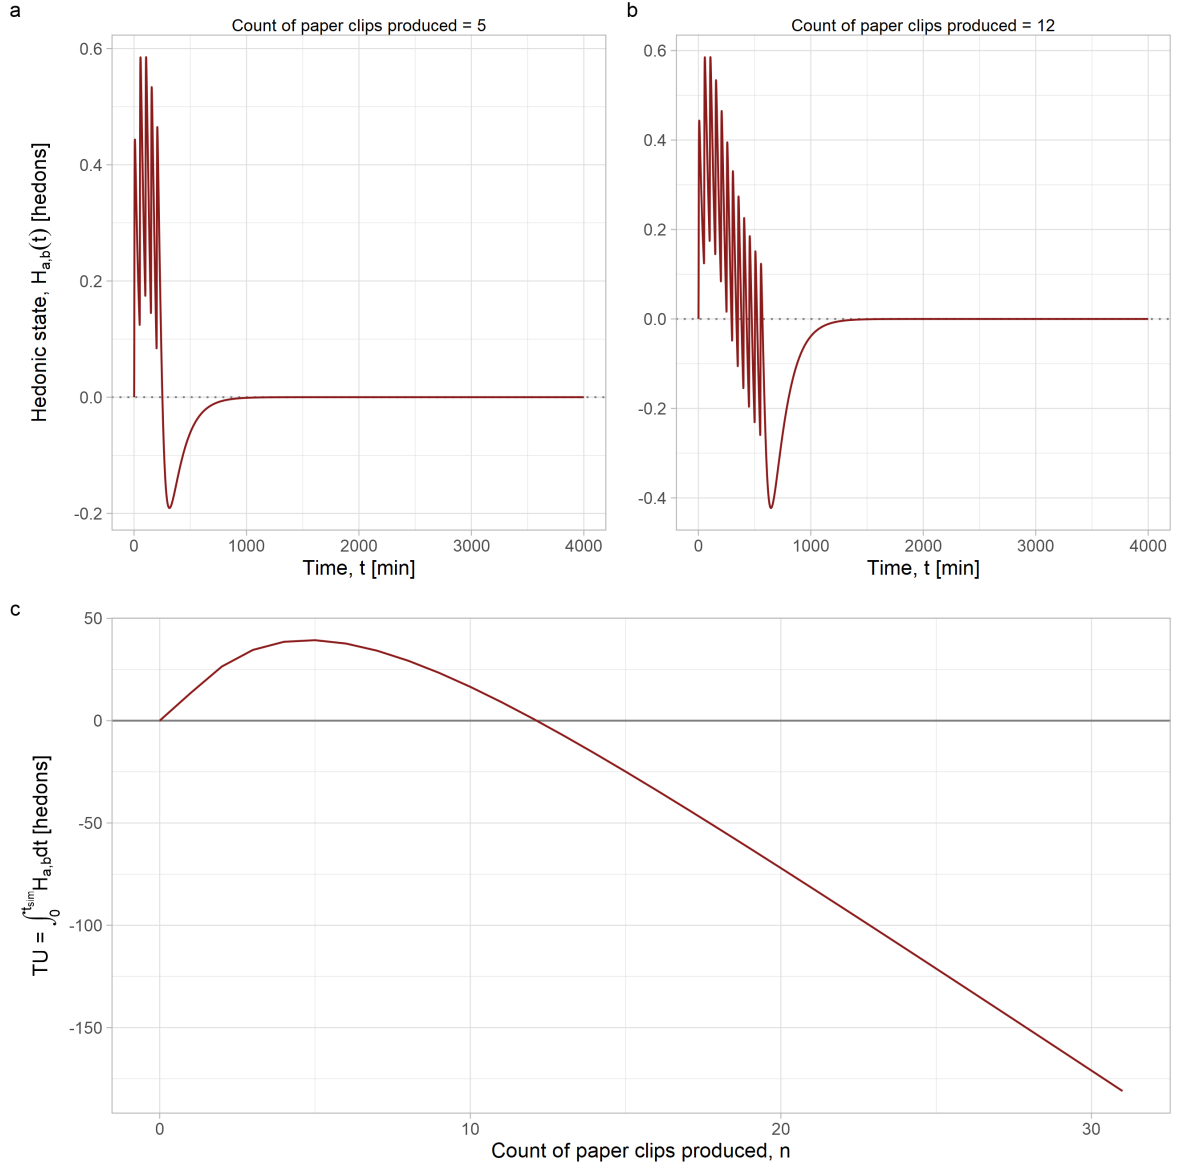 a
Count of paper clips produced = 5
Hedonic state, Ha,b(t) [hedons]
0.6
0.4
0.2
0.0
-0.2
0 1000 2000 3000 4000
Time, t [min]
b
Count of paper clips produced = 12
0.6
0.4
0.2
0.0
-0.2
-0.4
0 1000 2000 3000 4000
Time, t [min]
c
TU = ∫0tsim Ha,bdt [hedons]
50
0
-50
-100
-150
0 10 20 30
Count of paper clips produced, n